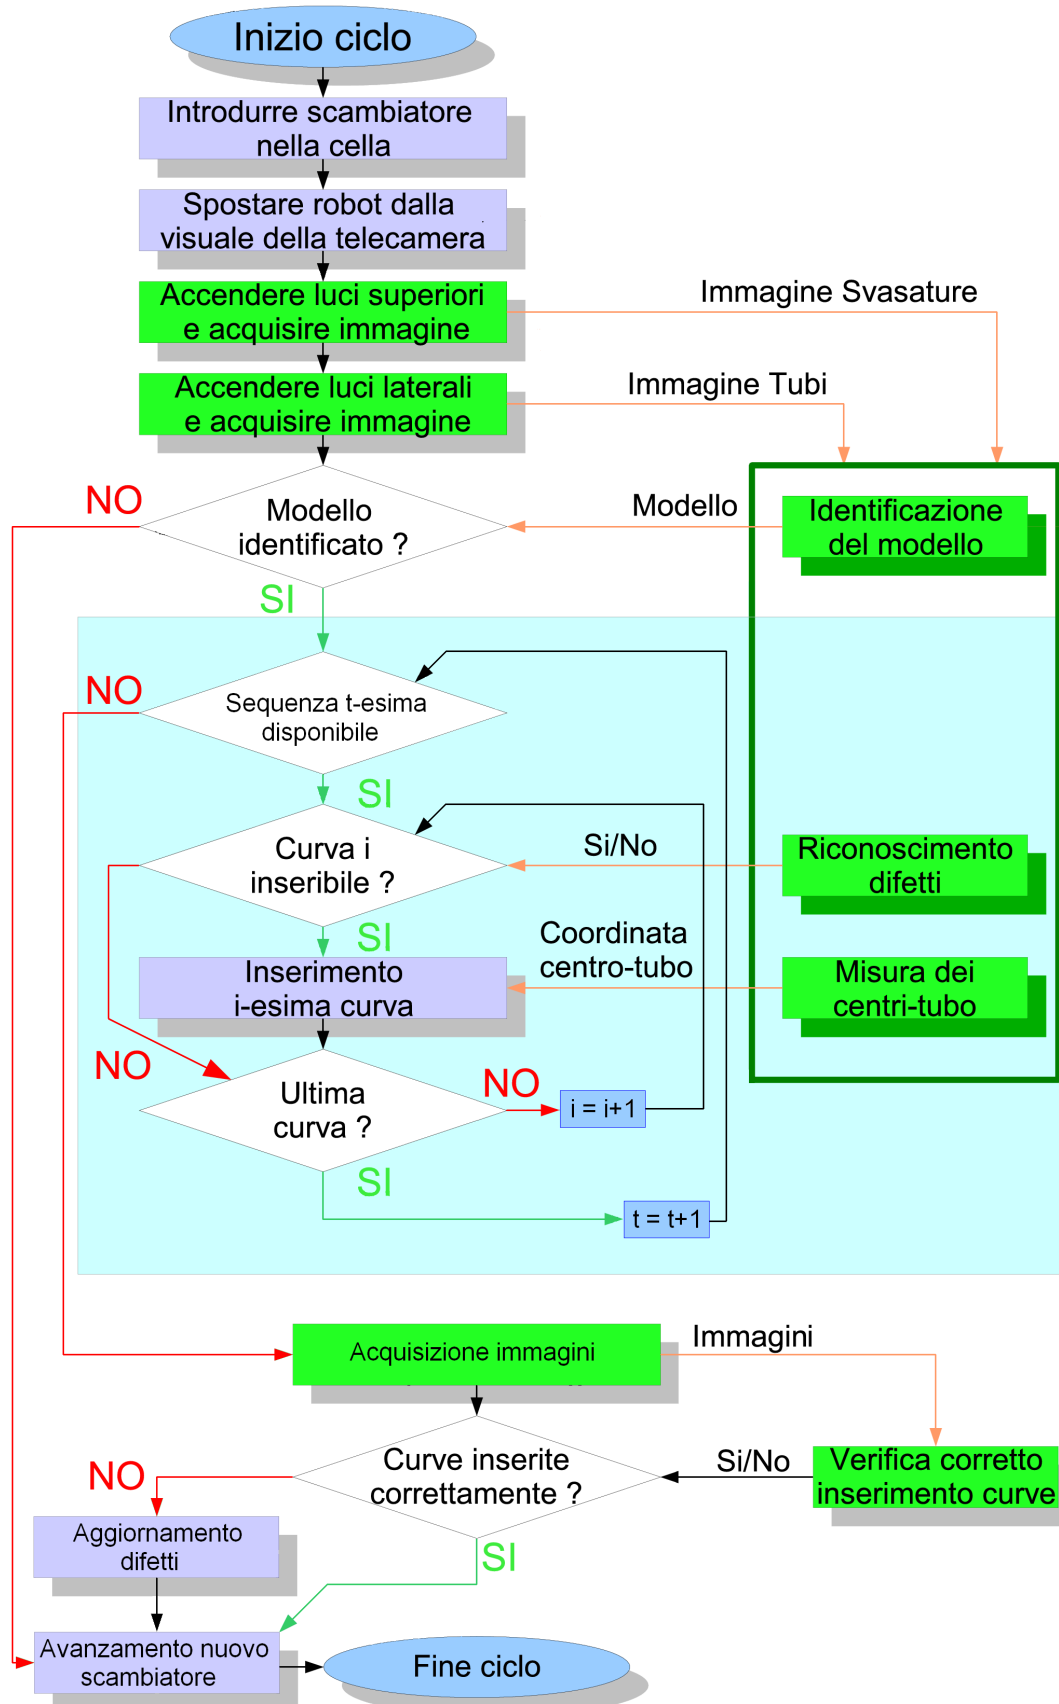 Inizio ciclo
Introdurre scambiatore
nella cella
Spostare robot dalla
visuale della telecamera
Accendere luci superiori
e acquisire immagine
Immagine Svasature
Accendere luci laterali
e acquisire immagine
Immagine Tubi
NO
Modello
identificato ?
Modello
Identificazione
del modello
SI
NO
Sequenza t-esima
disponibile
SI
Curva i
inseribile ?
Si/No
Riconoscimento
difetti
SI
Inserimento
i-esima curva
Coordinata
centro-tubo
Misura dei
centri-tubo
NO
Ultima
curva ?
NO
i = i+1
SI
t = t+1
Acquisizione immagini
Immagini
Curve inserite
correttamente ?
Si/No
Verifica corretto
inserimento curve
NO
Aggiornamento
difetti
SI
Avanzamento nuovo
scambiatore
Fine ciclo